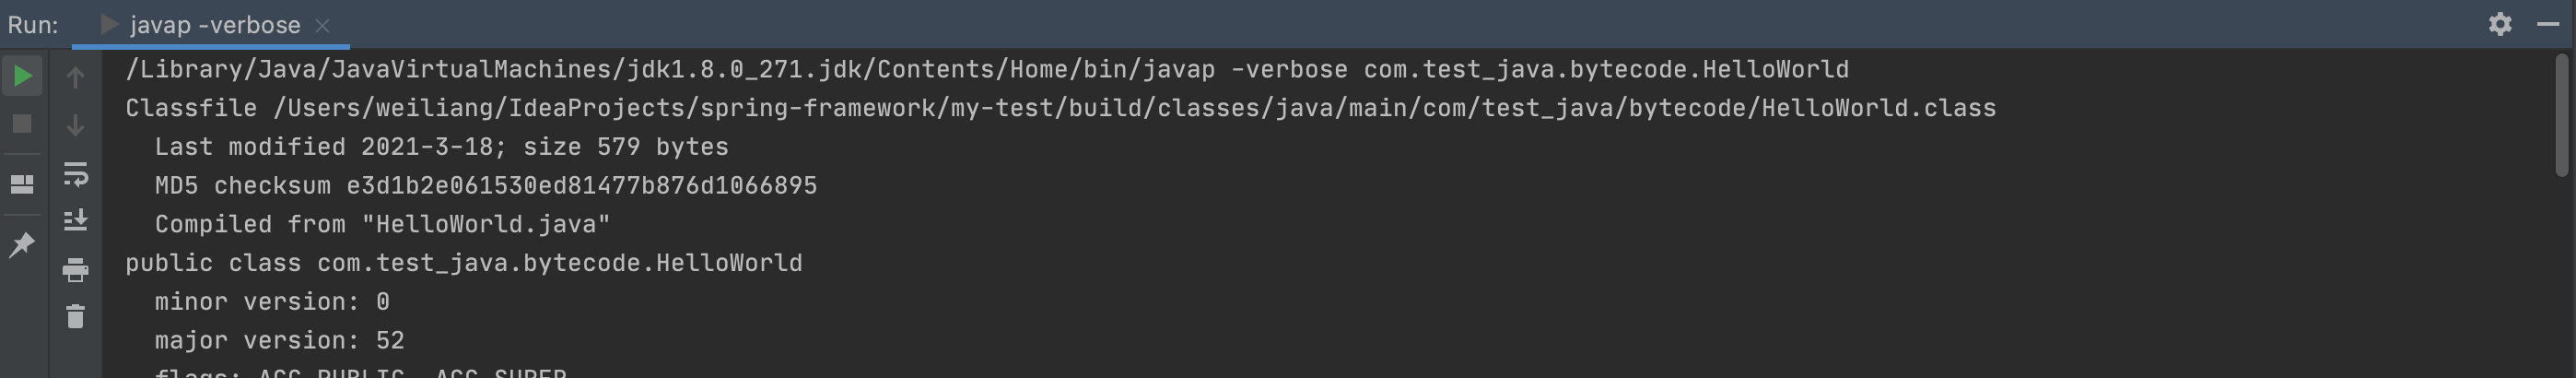 Run: javap -verbose
/Library/Java/JavaVirtualMachines/jdk1.8.0_271.jdk/Contents/Home/bin/javap -verbose com.test_java.bytecode.HelloWorld
Classfile /Users/weiliang/IdeaProjects/spring-framework/my-test/build/classes/java/main/com/test_java/bytecode/HelloWorld.class
Last modified 2021-3-18; size 579 bytes
MD5 checksum e3d1b2e061530ed81477b876d1066895
Compiled from "HelloWorld.java"
public class com.test_java.bytecode.HelloWorld
minor version: 0
major version: 52
flags: ACC_PUBLIC, ACC_SUPER